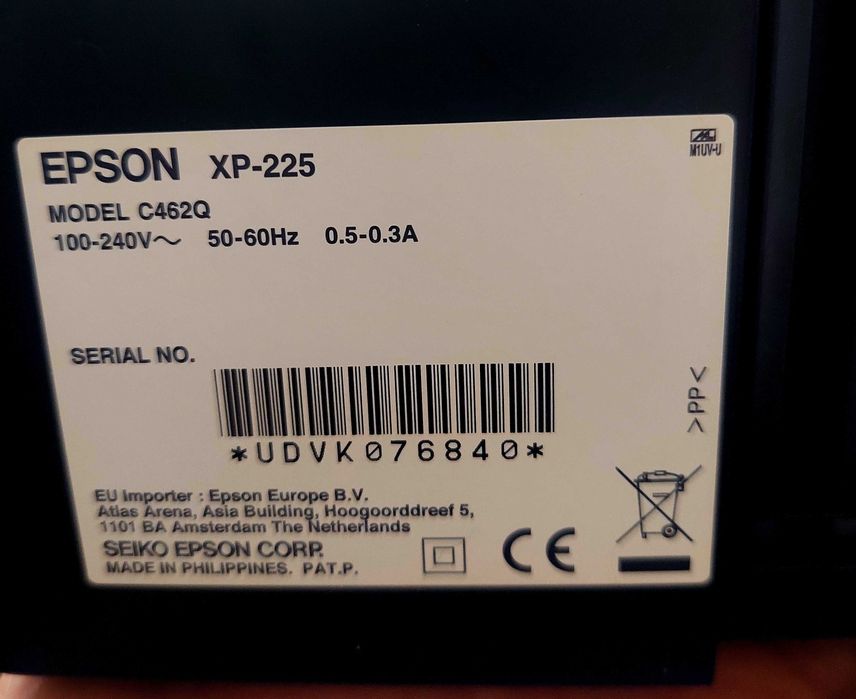 EPSON XP-225
M1UV-U
MODEL C462Q
100-240V～ 50-60Hz 0.5-0.3A
SERIAL NO.
*UDVK076840*
>PP<
EU Importer : Epson Europe B.V.
Atlas Arena, Asia Building, Hoogoorddreef 5,
1101 BA Amsterdam The Netherlands
SEIKO EPSON CORP.
MADE IN PHILIPPINES. PAT.P.
CE